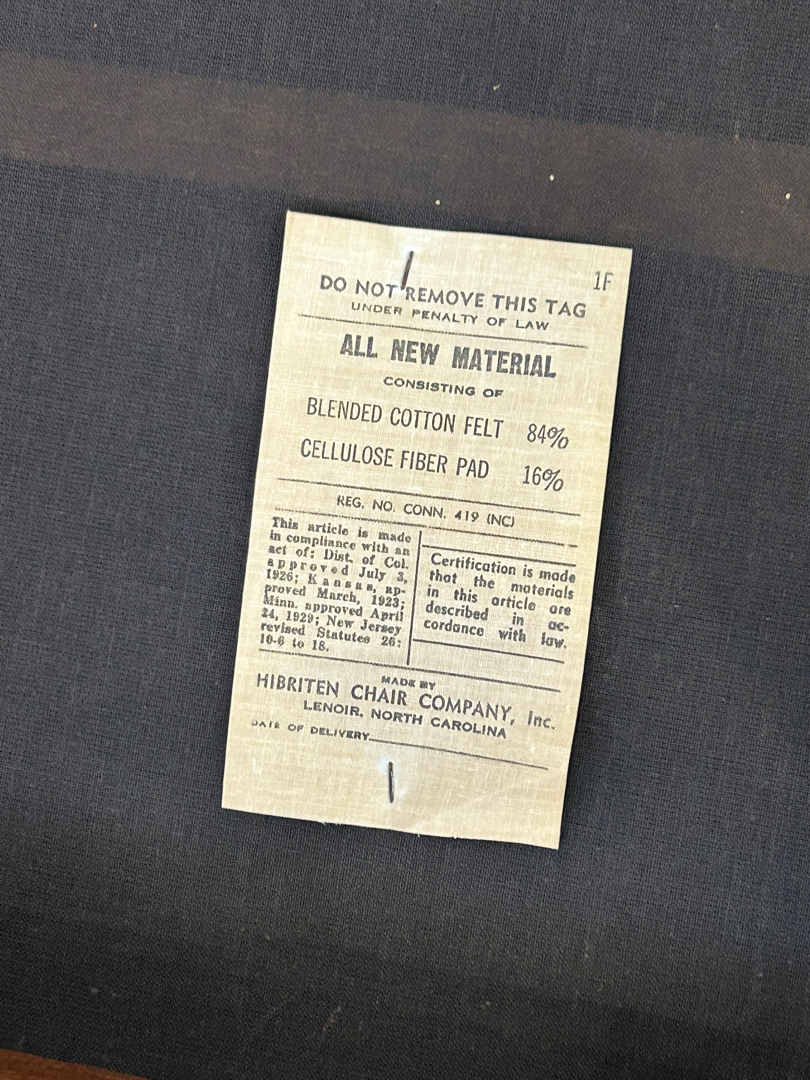 1F
DO NOT REMOVE THIS TAG
UNDER PENALTY OF LAW
ALL NEW MATERIAL
CONSISTING OF
BLENDED COTTON FELT 84%
CELLULOSE FIBER PAD 16%
REG. NO. CONN. 419 (NC)
This article is made
in compliance with an
act of: Dist. of Col.
approved July 3,
1926; Kansas, ap-
proved March, 1923;
Minn. approved April
24, 1929; New Jersey
revised Statutes 26:
10-6 to 18.
Certification is made
that the materials
in this article are
described in ac-
cordance with law.
MADE BY
HIBRITEN CHAIR COMPANY, Inc.
LENOIR, NORTH CAROLINA
DATE OF DELIVERY